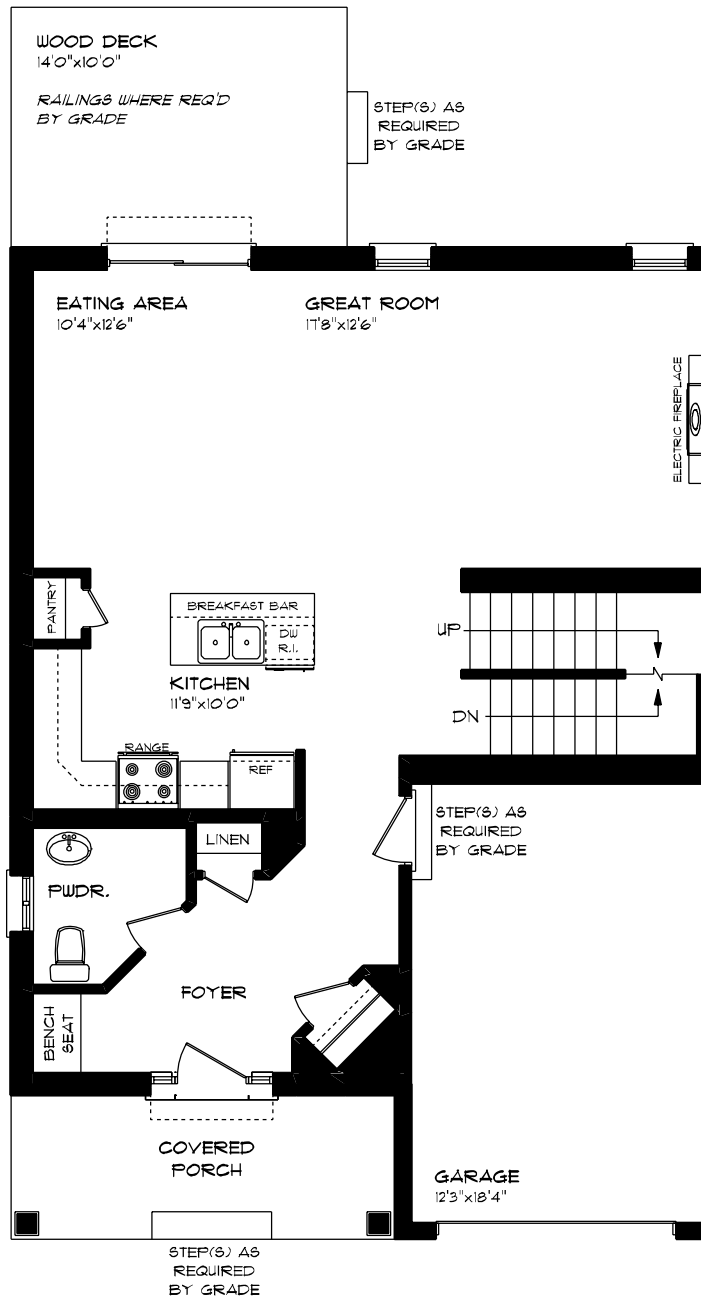 WOOD DECK
14'0"x10'0"
RAILINGS WHERE REQ'D
BY GRADE
STEP(S) AS
REQUIRED
BY GRADE
EATING AREA
10'4"x12'6"
GREAT ROOM
17'8"x12'6"
ELECTRIC FIREPLACE
PANTRY
BREAKFAST BAR
DW
R.I.
UP
KITCHEN
11'9"x10'0"
DN
RANGE
REF
STEP(S) AS
REQUIRED
BY GRADE
LINEN
PWDR.
FOYER
BENCH
SEAT
COVERED
PORCH
GARAGE
12'3"x18'4"
STEP(S) AS
REQUIRED
BY GRADE